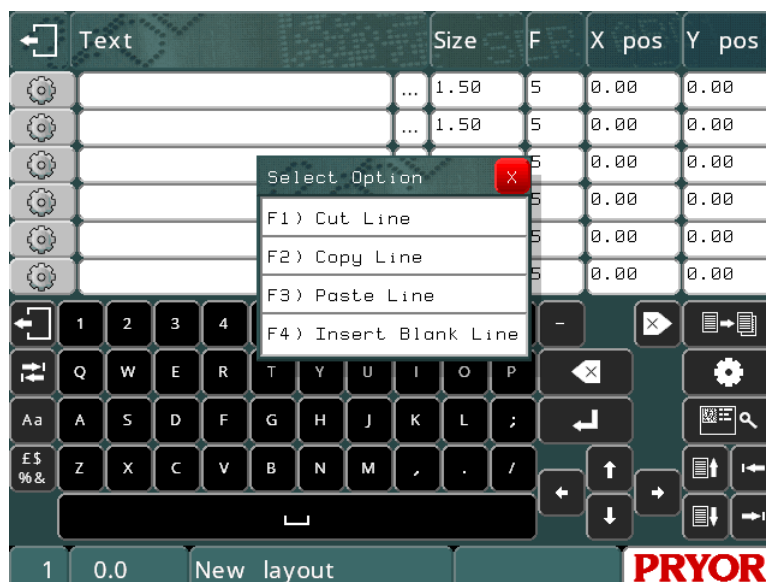 Text Size F X pos Y pos
... 1.50 5 0.00 0.00
... 1.50 5 0.00 0.00
5 0.00 0.00
5 0.00 0.00
5 0.00 0.00
5 0.00 0.00
Select Option X
F1) Cut Line
F2) Copy Line
F3) Paste Line
F4) Insert Blank Line
1 2 3 4 -
Q W E R T Y U I O P
Aa A S D F G H J K L ;
£$ %& Z X C V B N M , . /
1 0.0 New layout PRYOR